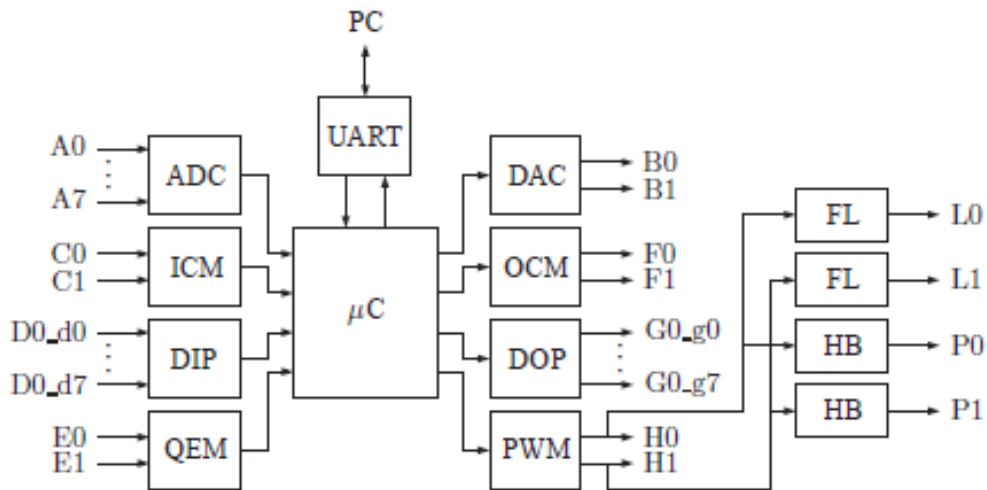 PC
UART
A0
A7
ADC
DAC
B0
B1
FL
L0
C0
C1
ICM
μC
OCM
F0
F1
FL
L1
D0_d0
D0_d7
DIP
DOP
G0_g0
G0_g7
HB
P0
HB
P1
E0
E1
QEM
PWM
H0
H1